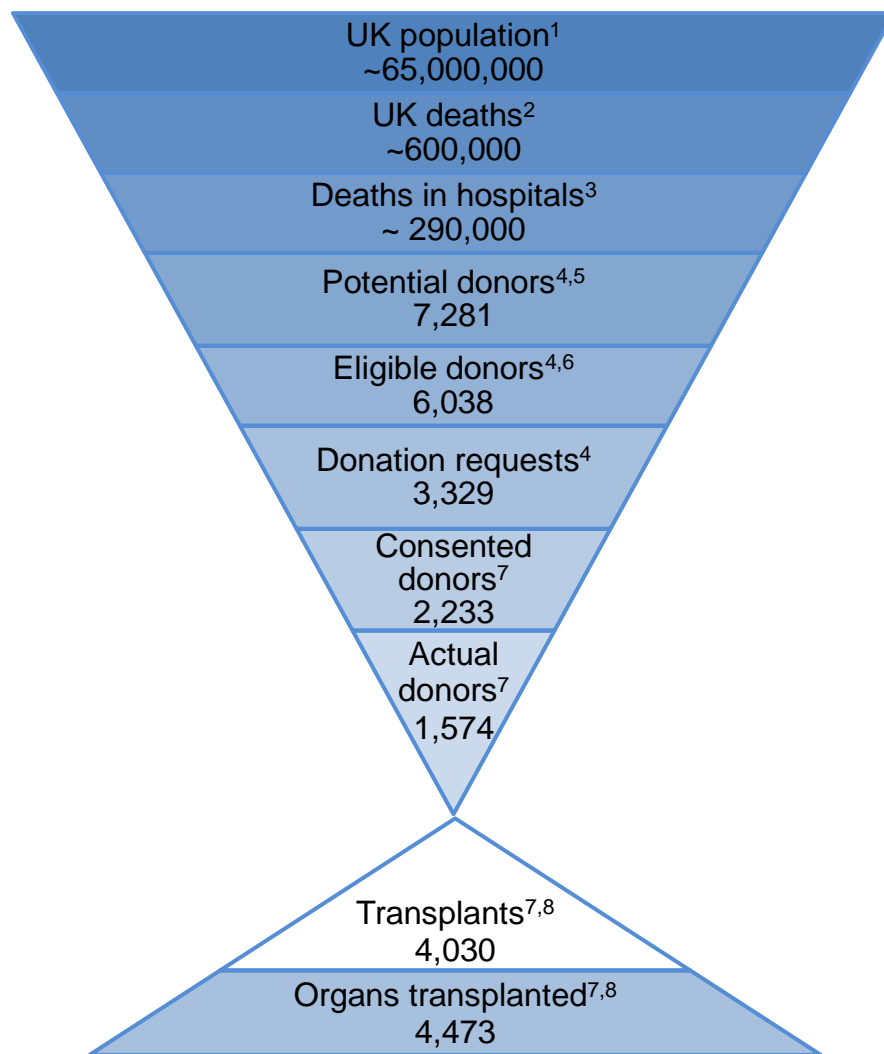 UK population¹
~65,000,000
UK deaths²
~600,000
Deaths in hospitals³
~ 290,000
Potential donors⁴,⁵
7,281
Eligible donors⁴,⁶
6,038
Donation requests⁴
3,329
Consented
donors⁷
2,233
Actual
donors⁷
1,574
Transplants⁷,⁸
4,030
Organs transplanted⁷,⁸
4,473